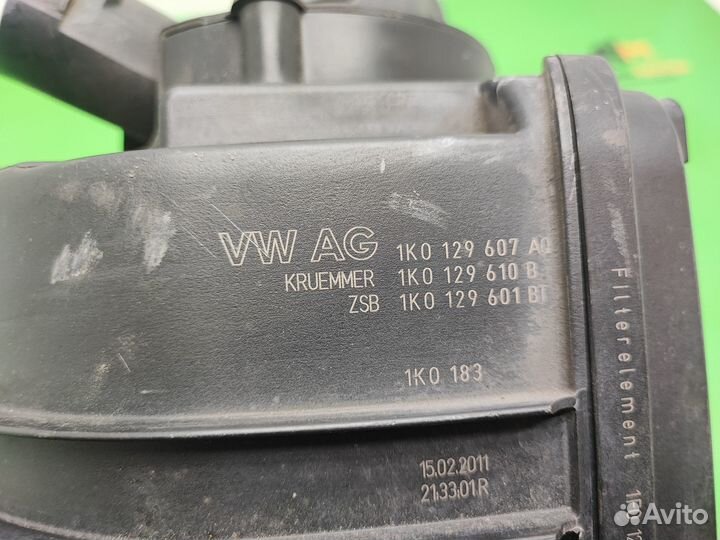 VW AG 1K0 129 607 AQ
KRUEMMER 1K0 129 610 B
ZSB 1K0 129 601 BT
1K0 183
15.02.2011
21.33.01R
Filterelement
Avito